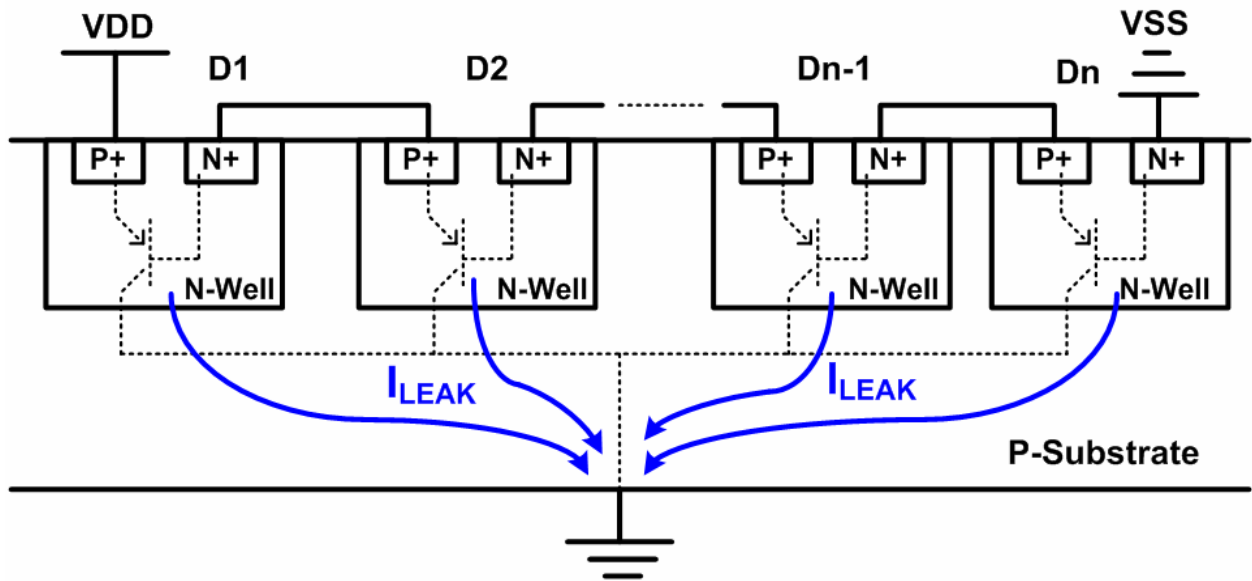 VDD
VSS
D1 D2 Dn-1 Dn
P+ N+ P+ N+ P+ N+ P+ N+
N-Well N-Well N-Well N-Well
ILEAK ILEAK
P-Substrate